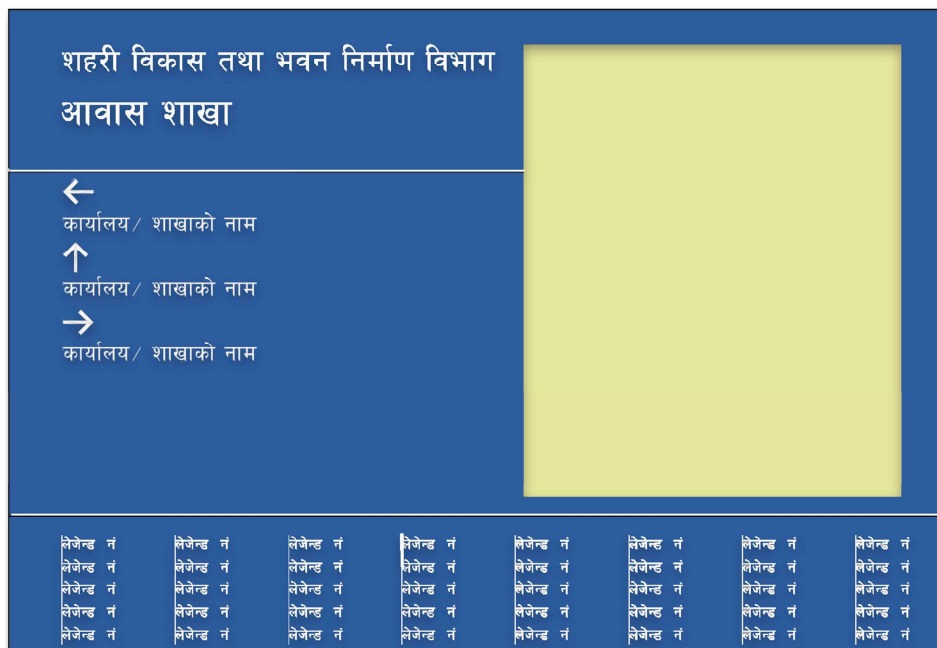 शहरी विकास तथा भवन निर्माण विभाग
आवास शाखा
←
कार्यालय/ शाखाको नाम
↑
कार्यालय/ शाखाको नाम
→
कार्यालय/ शाखाको नाम
लेजेन्ड नं लेजेन्ड नं लेजेन्ड नं लेजेन्ड नं लेजेन्ड नं लेजेन्ड नं लेजेन्ड नं लेजेन्ड नं
लेजेन्ड नं लेजेन्ड नं लेजेन्ड नं लेजेन्ड नं लेजेन्ड नं लेजेन्ड नं लेजेन्ड नं लेजेन्ड नं
लेजेन्ड नं लेजेन्ड नं लेजेन्ड नं लेजेन्ड नं लेजेन्ड नं लेजेन्ड नं लेजेन्ड नं लेजेन्ड नं
लेजेन्ड नं लेजेन्ड नं लेजेन्ड नं लेजेन्ड नं लेजेन्ड नं लेजेन्ड नं लेजेन्ड नं लेजेन्ड नं
लेजेन्ड नं लेजेन्ड नं लेजेन्ड नं लेजेन्ड नं लेजेन्ड नं लेजेन्ड नं लेजेन्ड नं लेजेन्ड नं